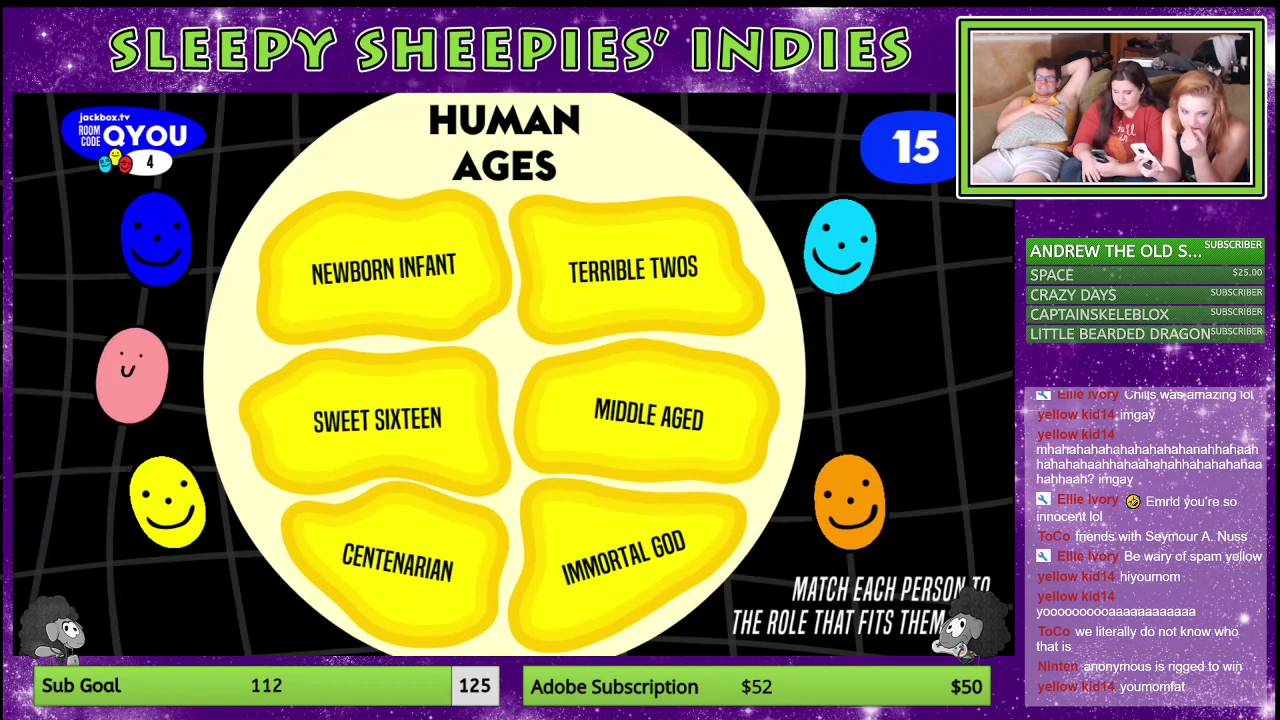 SLEEPY SHEEPIES' INDIES
jackbox.tv
ROOM CODE QYOU
4
HUMAN
AGES
15
NEWBORN INFANT
TERRIBLE TWOS
SWEET SIXTEEN
MIDDLE AGED
CENTENARIAN
IMMORTAL GOD
MATCH EACH PERSON TO
THE ROLE THAT FITS THEM
ANDREW THE OLD S... SUBSCRIBER
SPACE $25.00
CRAZY DAYS SUBSCRIBER
CAPTAINSKELEBLOX SUBSCRIBER
LITTLE BEARDED DRAGON SUBSCRIBER
Ellie Ivory Chills was amazing lol
yellow kid14 imgay
yellow kid14
mhahahahahahahahahanahhahaah
hahahahaahhahaahahahhahahahahaa
hahhaah? imgay
Ellie Ivory Emrld you're so
innocent lol
ToCo friends with Seymour A. Nuss
Ellie Ivory Be wary of spam yellow
yellow kid14 hiyoumom
yellow kid14
yoooooooooaaaaaaaaaaaa
ToCo we literally do not know who
that is
Ninten anonymous is rigged to win
yellow kid14 youmomfat
Sub Goal 112 125
Adobe Subscription $52 $50